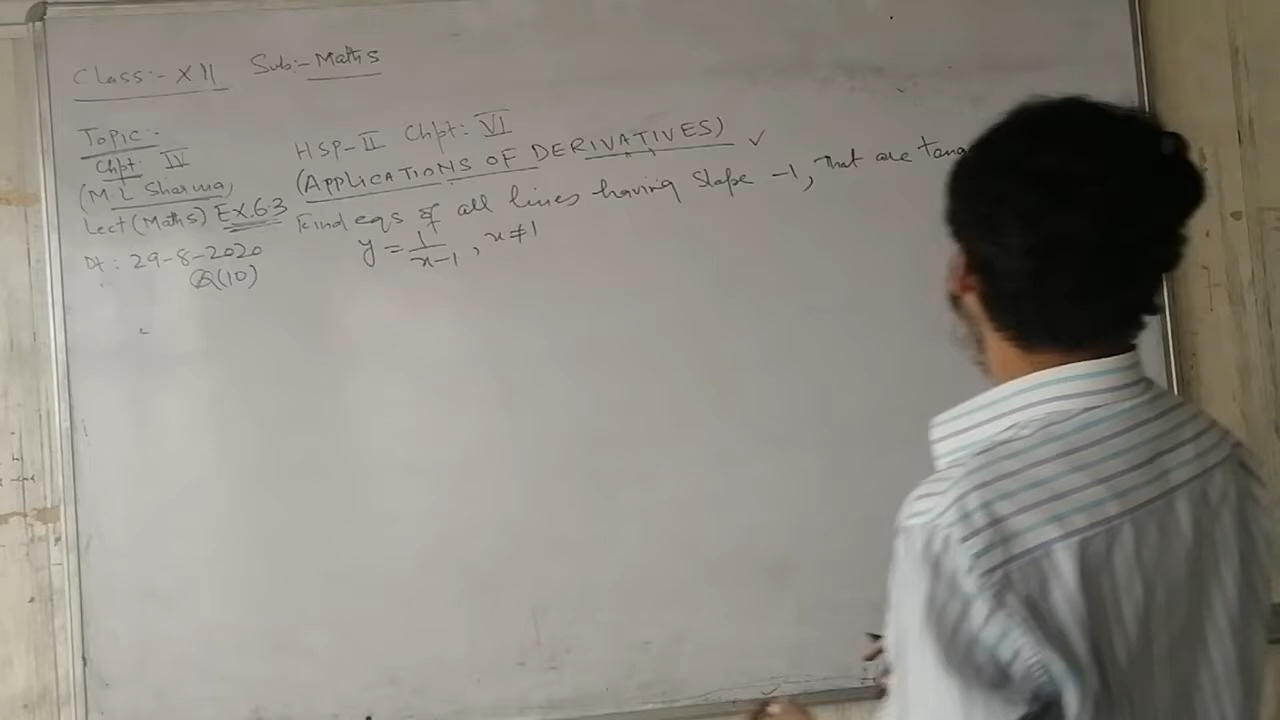 Class:- XII Sub:- Maths
Topic:-
Chpt: IV
(M.L Sharma)
Lect (Maths) EX.6.3
Dt: 29-8-2020
Q(10)
HSP-II Chpt: VI
(APPLICATIONS OF DERIVATIVES) ✓
Find eqs of all lines having Slope -1, that are tang
y = 1/(x-1), x≠1